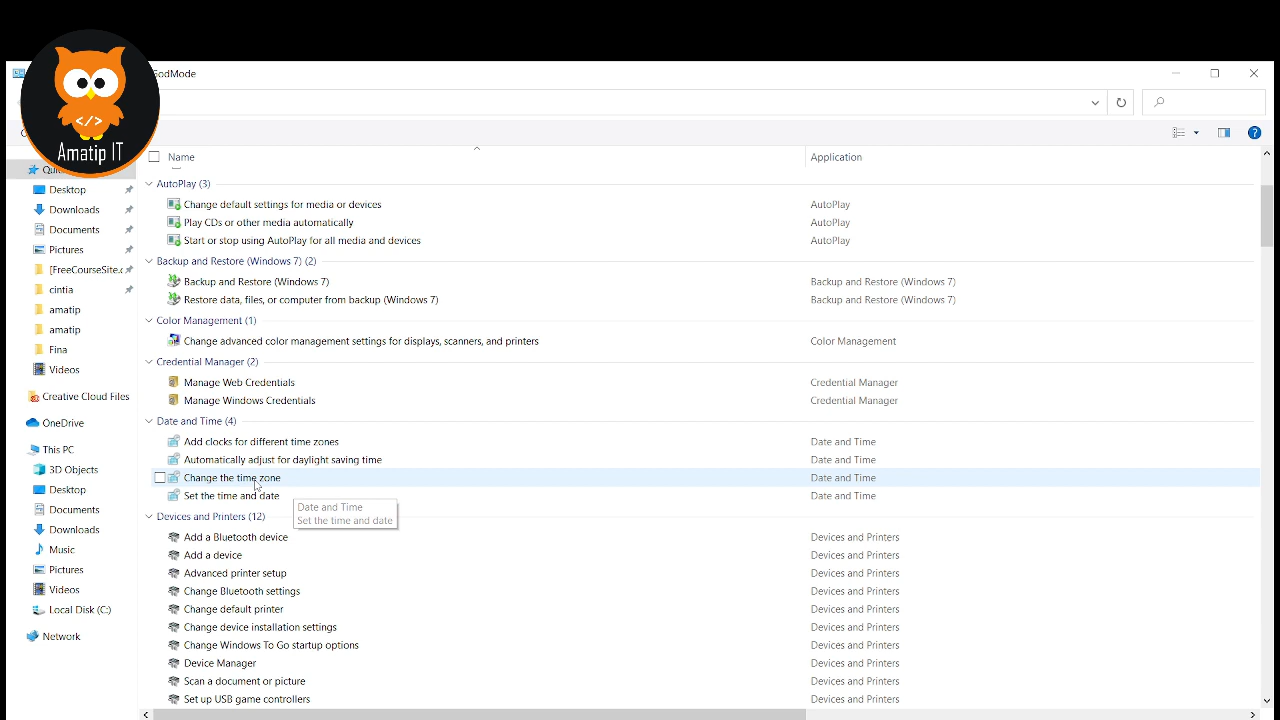 GodMode
</>
Amatip IT
Name
Application
Desktop
Downloads
Documents
Pictures
[FreeCourseSite.c
cintia
amatip
amatip
Fina
Videos
Creative Cloud Files
OneDrive
This PC
3D Objects
Desktop
Documents
Downloads
Music
Pictures
Videos
Local Disk (C:)
Network
AutoPlay (3)
Change default settings for media or devices AutoPlay
Play CDs or other media automatically AutoPlay
Start or stop using AutoPlay for all media and devices AutoPlay
Backup and Restore (Windows 7) (2)
Backup and Restore (Windows 7) Backup and Restore (Windows 7)
Restore data, files, or computer from backup (Windows 7) Backup and Restore (Windows 7)
Color Management (1)
Change advanced color management settings for displays, scanners, and printers Color Management
Credential Manager (2)
Manage Web Credentials Credential Manager
Manage Windows Credentials Credential Manager
Date and Time (4)
Add clocks for different time zones Date and Time
Automatically adjust for daylight saving time Date and Time
Change the time zone Date and Time
Set the time and date Date and Time
Date and Time
Set the time and date
Devices and Printers (12)
Add a Bluetooth device Devices and Printers
Add a device Devices and Printers
Advanced printer setup Devices and Printers
Change Bluetooth settings Devices and Printers
Change default printer Devices and Printers
Change device installation settings Devices and Printers
Change Windows To Go startup options Devices and Printers
Device Manager Devices and Printers
Scan a document or picture Devices and Printers
Set up USB game controllers Devices and Printers